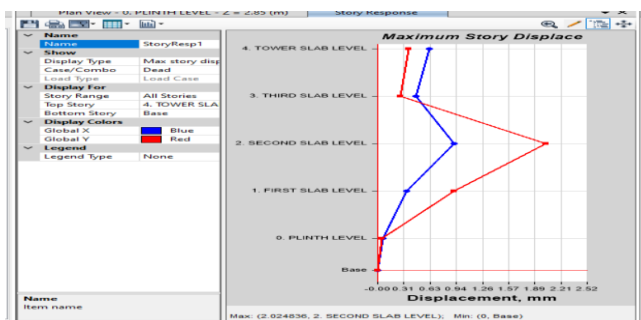 Plan View - 0. PLINTH LEVEL - Z = 2.85 (m)
Story Response
Name
Name StoryResp1
Show
Display Type Max story disp
Case/Combo Dead
Load Type Load Case
Display For
Story Range All Stories
Top Story 4. TOWER SLA
Bottom Story Base
Display Colors
Global X Blue
Global Y Red
Legend
Legend Type None
Name
Item name
Maximum Story Displace
4. TOWER SLAB LEVEL
3. THIRD SLAB LEVEL
2. SECOND SLAB LEVEL
1. FIRST SLAB LEVEL
0. PLINTH LEVEL
Base
-0.00 0.31 0.63 0.94 1.26 1.57 1.89 2.21 2.52
Displacement, mm
Max: (2.024836, 2. SECOND SLAB LEVEL); Min: (0, Base)